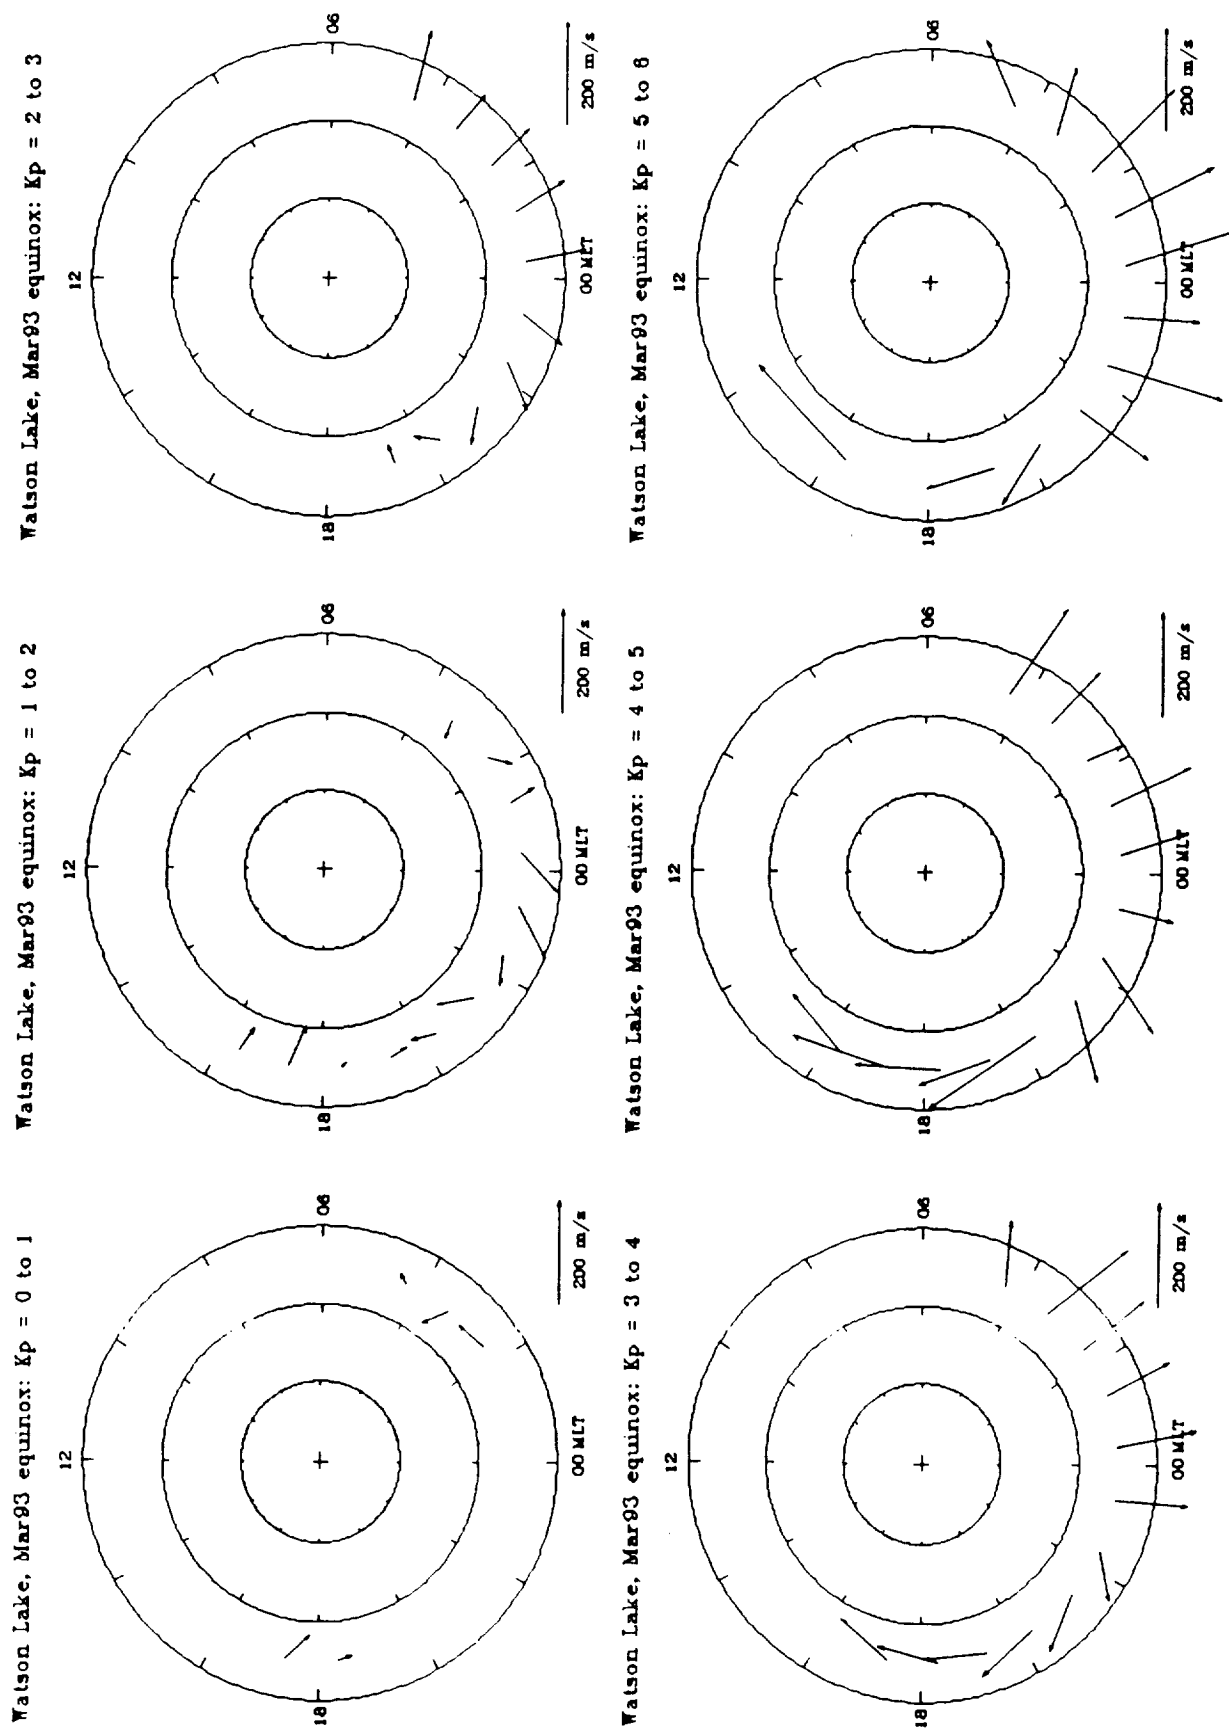 Watson Lake, Mar93 equinox: Kp = 0 to 1
12
18
06
00 MLT
200 m/s
Watson Lake, Mar93 equinox: Kp = 1 to 2
12
18
06
00 MLT
200 m/s
Watson Lake, Mar93 equinox: Kp = 2 to 3
12
18
06
00 MLT
200 m/s
Watson Lake, Mar93 equinox: Kp = 3 to 4
12
18
06
00 MLT
200 m/s
Watson Lake, Mar93 equinox: Kp = 4 to 5
12
18
06
00 MLT
200 m/s
Watson Lake, Mar93 equinox: Kp = 5 to 6
12
18
06
00 MLT
200 m/s